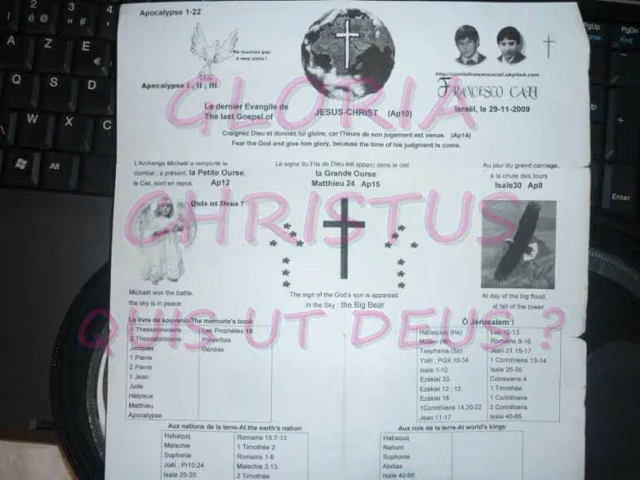 Apocalypse 1-22
Ne touchez pas
à mes oints !
Apocalypse I, II, III
FRANCESCO CALI
Israël, le 29-11-2009
Le dernier Evangile de
The last Gospel of
JESUS-CHRIST (Ap10)
GLORIA
Craignez Dieu et donnez lui gloire, car l'heure de son jugement est venue. (Ap14)
Fear the God and give him glory, because the time of his judgment is come.
L'Archange Michaël a remporté le
combat ; à présent, la Petite Ourse,
le Ciel, sont en repos Ap12
Le signe du Fils de Dieu est apparu dans le ciel
la Grande Ourse
Matthieu 24 Ap15
Au jour du grand carnage,
à la chute des tours
Isaïe30 Ap8
Quis ut Deus ?
CHRISTUS
Michaël won the battle,
the sky is in peace
The sign of the God's son is appeared
in the Sky : the Big Bear
At day of the big flood,
at fall of the tower
QUIS UT DEUS ?
Le livre de souvenir/The memorie's book
1 Thessaloniciens
2 Thessaloniciens
Jacques
1 Pierre
2 Pierre
1 Jean
Jude
Hébreux
Matthieu
Apocalypse
Les Prophètes 18
Proverbes
Genèse
Ô Jérusalem !
Habaquq (Ha)
Tsephania (So)
Yoël ; Pr24.10-34
Isaïe 1-10
Ezékiel 33
Ezékiel 12 ; 13
Ezékiel 18
1Corinthiens 14.20-22
Jean 11-17
Romains 8-16
Jean 21.15-17
1 Corinthiens 13-14
Isaïe 25-35
Colossiens 4
1 Timothée
1 Corinthiens
2 Corinthiens
Isaïe 40-66
Aux nations de la terre-At the earth's nation
Habaquq
Malachie
Sophonie
Joël ; Pr10.24
Isaïe 25-35
Romains 15.7-13
1 Timothée 2
Romains 1-8
Malachie 3.13
2 Timothée
Aux rois de la terre-At world's kings
Habaquq
Nahum
Sophonie
Abdias
Isaïe 40-66
PgUp
PgDn
Enter
Alt
A
Z
E
Q
S
D
W
X